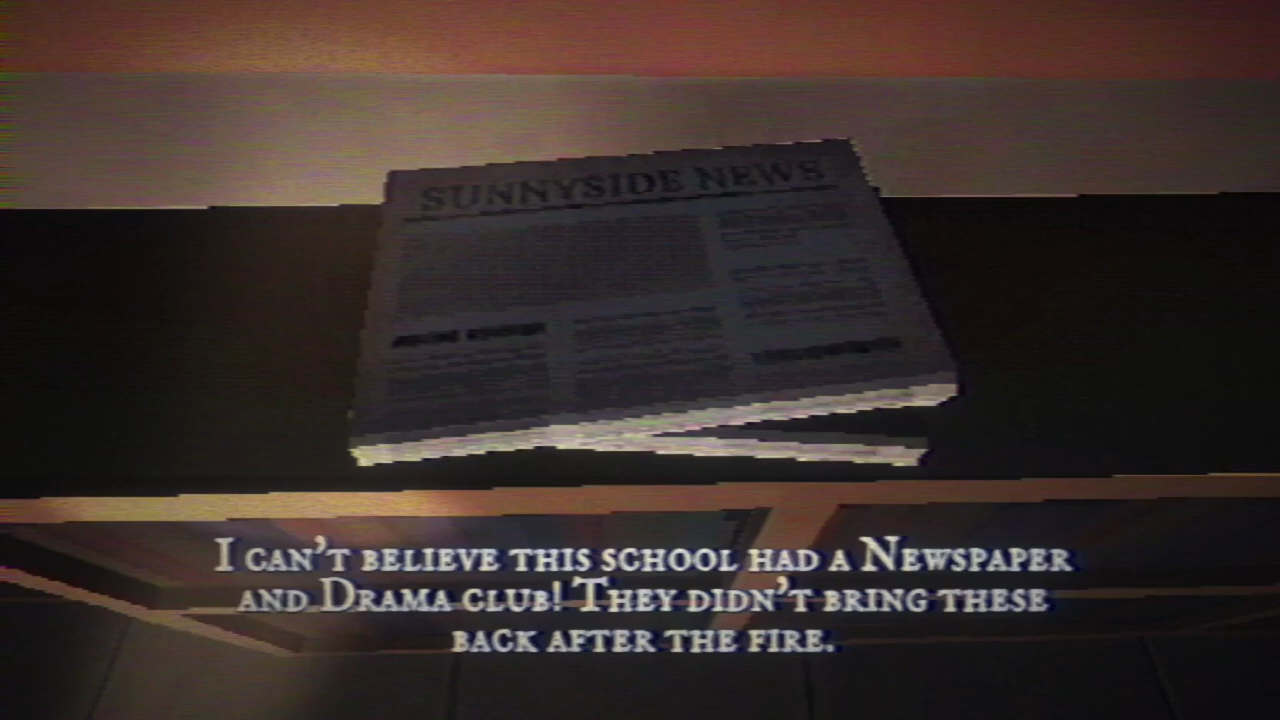 SUNNYSIDE NEWS
I CAN'T BELIEVE THIS SCHOOL HAD A NEWSPAPER
AND DRAMA CLUB! THEY DIDN'T BRING THESE
BACK AFTER THE FIRE.